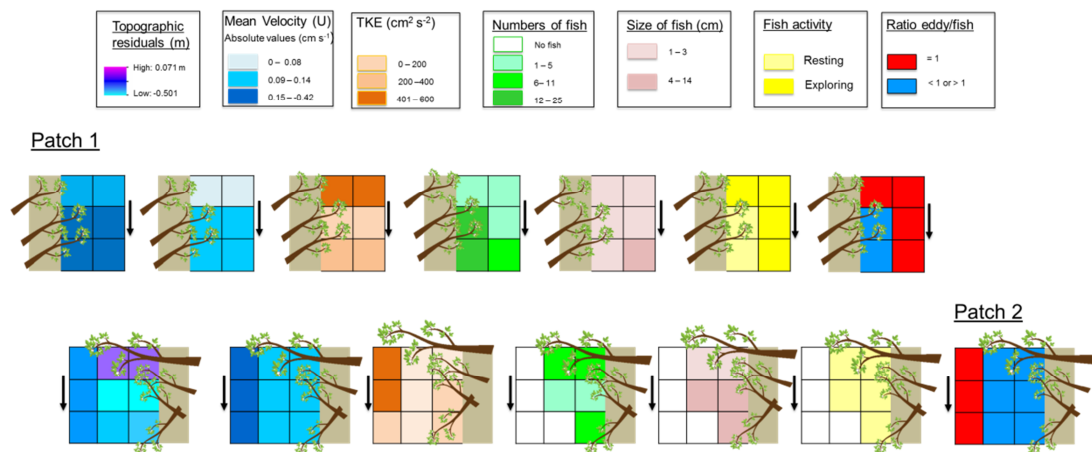 Topographic
residuals (m)
High: 0.071 m
Low: -0.501
Mean Velocity (U)
Absolute values (cm s⁻¹)
0 – 0.08
0.09 – 0.14
0.15 – -0.42
TKE (cm² s⁻²)
0–200
200–400
401–600
Numbers of fish
No fish
1 – 5
6 – 11
12 – 25
Size of fish (cm)
1 – 3
4 – 14
Fish activity
Resting
Exploring
Ratio eddy/fish
= 1
< 1 or > 1
Patch 1
Patch 2